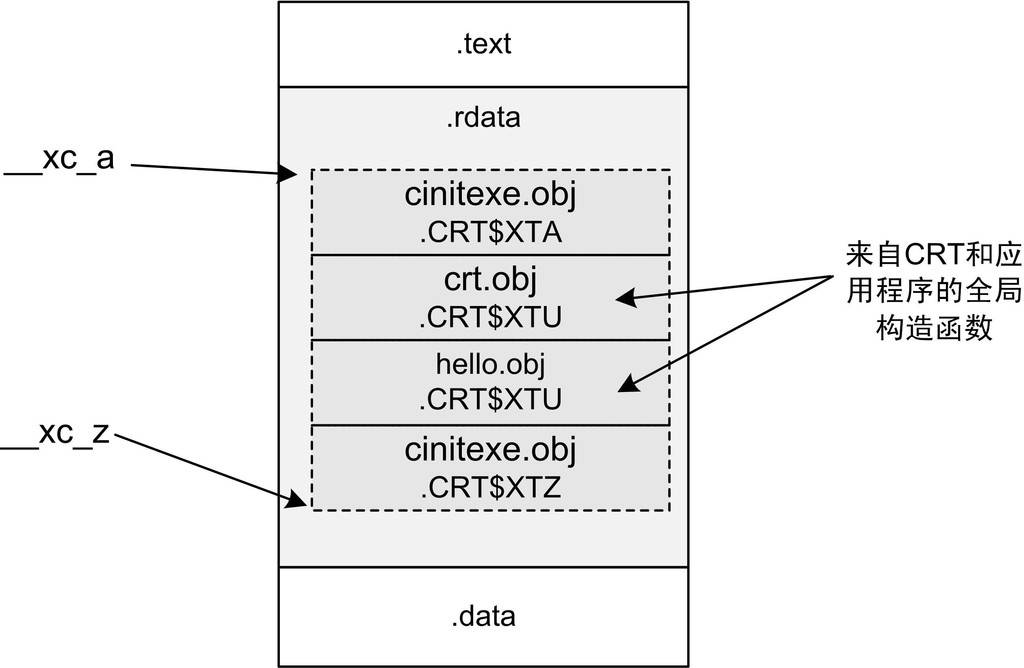 .text
.rdata
__xc_a
cinitexe.obj
.CRT$XTA
crt.obj
.CRT$XTU
来自CRT和应
用程序的全局
构造函数
hello.obj
.CRT$XTU
__xc_z
cinitexe.obj
.CRT$XTZ
.data